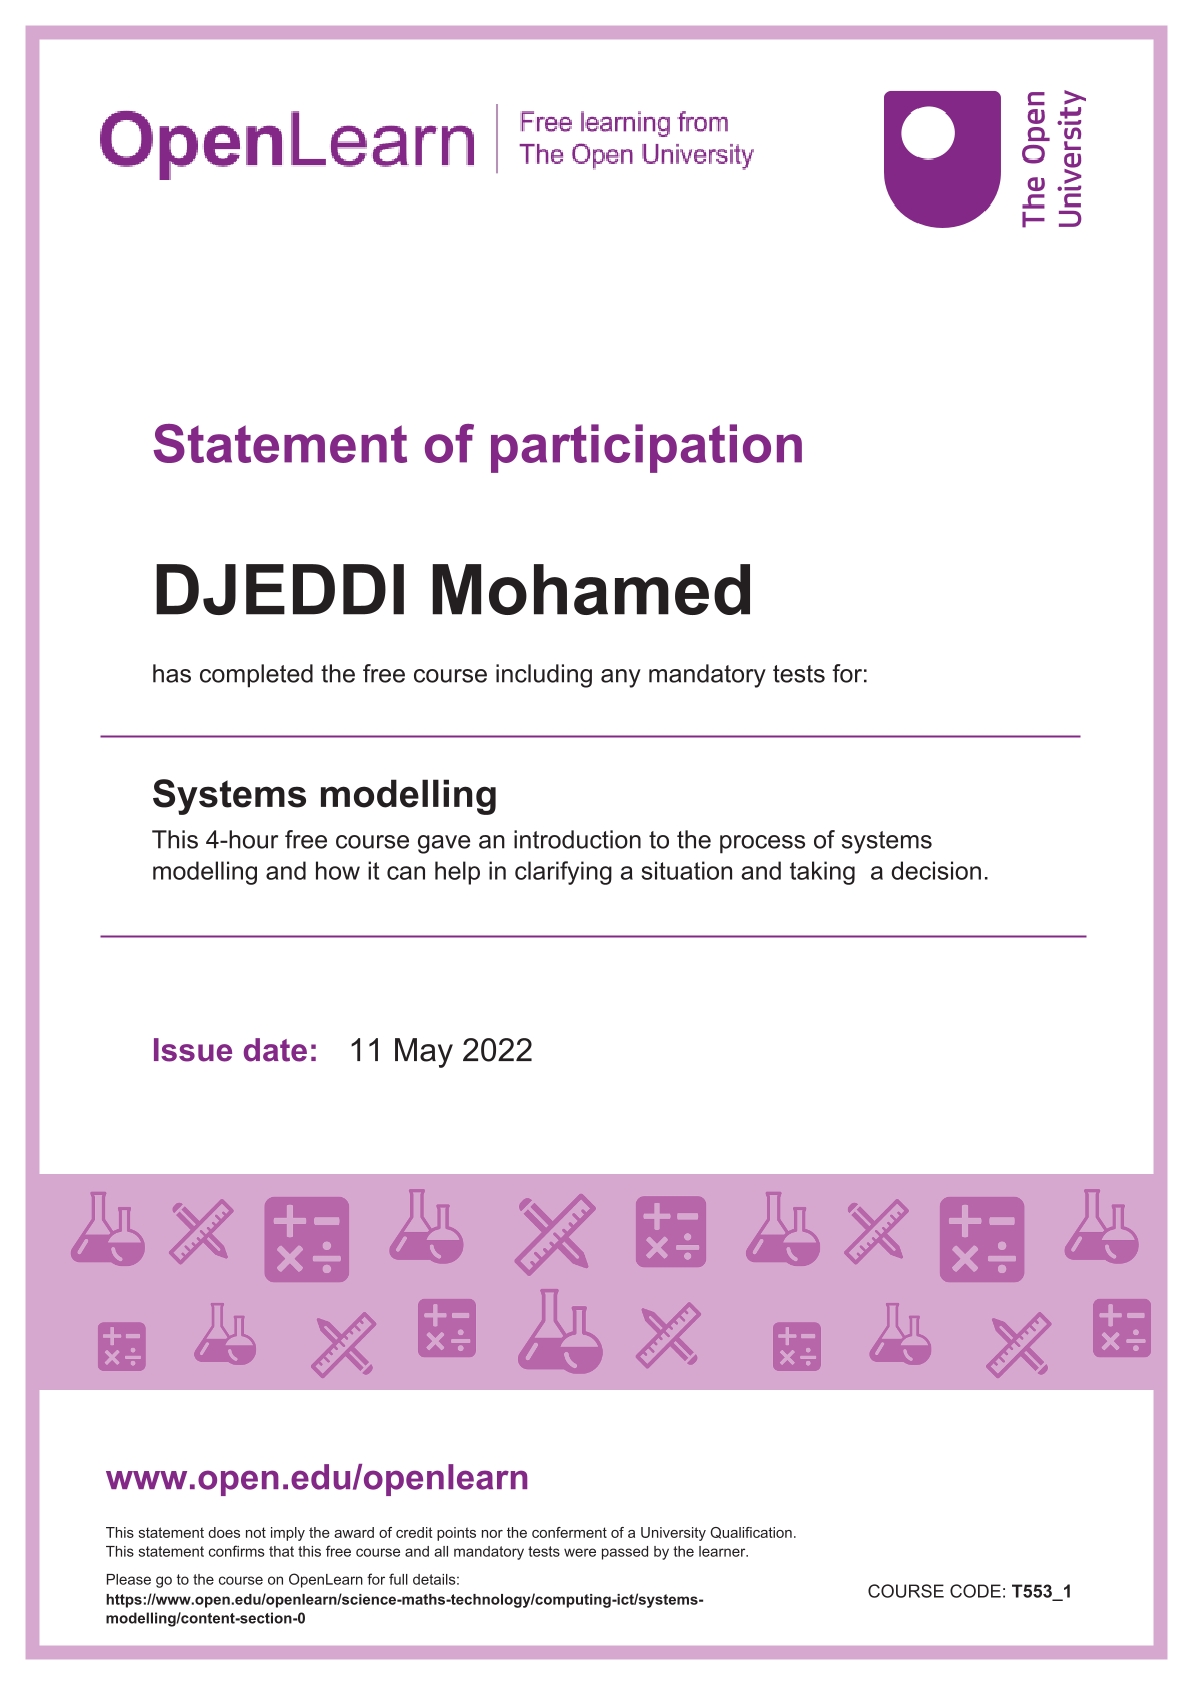 OpenLearn
Free learning from
The Open University
The Open
University
Statement of participation
DJEDDI Mohamed
has completed the free course including any mandatory tests for:
Systems modelling
This 4-hour free course gave an introduction to the process of systems
modelling and how it can help in clarifying a situation and taking  a decision.
Issue date: 11 May 2022
www.open.edu/openlearn
This statement does not imply the award of credit points nor the conferment of a University Qualification.
This statement confirms that this free course and all mandatory tests were passed by the learner.
Please go to the course on OpenLearn for full details:
https://www.open.edu/openlearn/science-maths-technology/computing-ict/systems-
modelling/content-section-0
COURSE CODE: T553_1